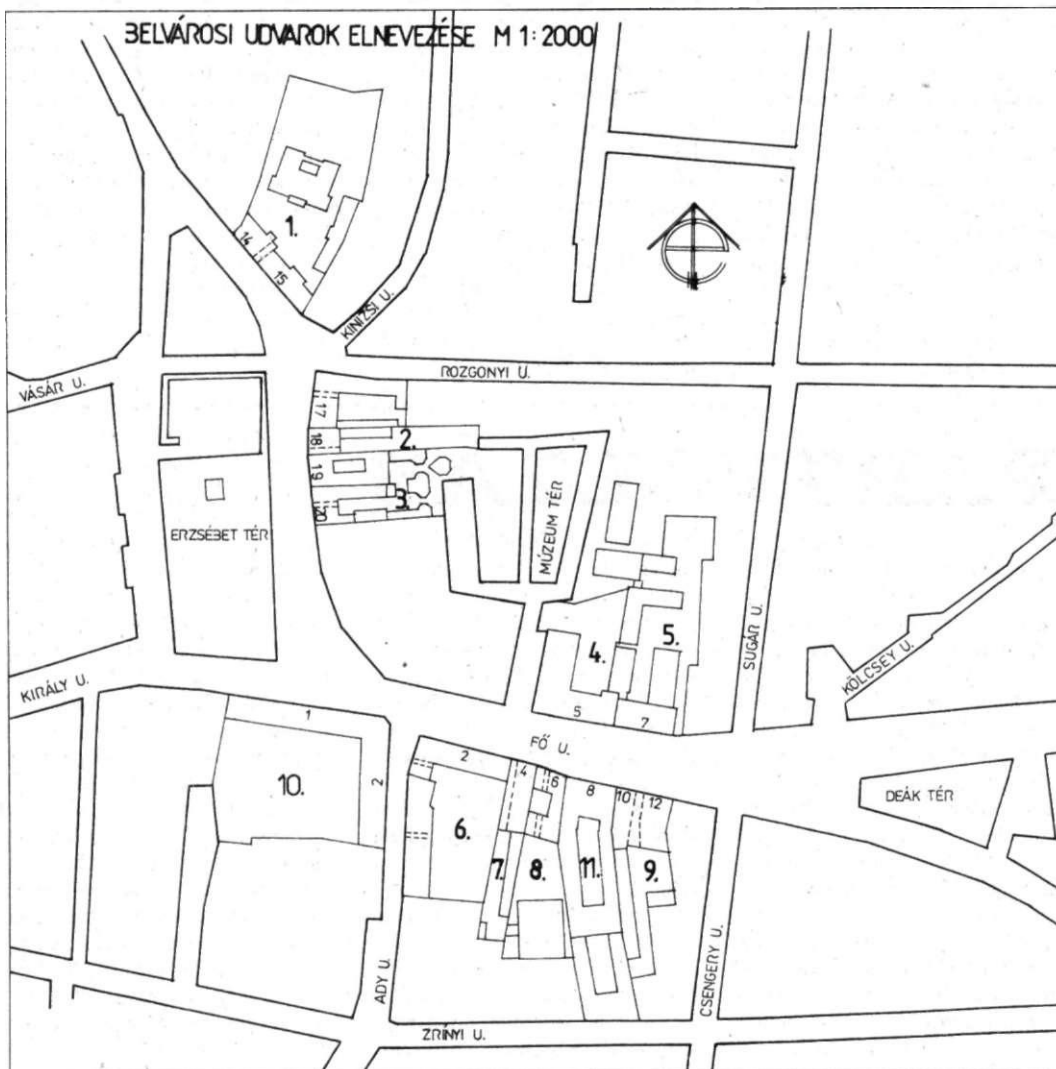 BELVÁROSI UDVAROK ELNEVEZÉSE M 1:2000
1.
14
15
KINIZSI U.
ROZGONYI U.
VÁSÁR U.
17
18
2.
19
3.
20
ERZSÉBET TÉR
MÚZEUM TÉR
4.
5.
SUGÁR U.
KÖLCSEY U.
KIRÁLY U.
5
7
1
FŐ U.
2
10.
2
4
6
8
10
12
DEÁK TÉR
6.
7.
8.
11.
9.
ADY U.
CSENGERY U.
ZRÍNYI U.